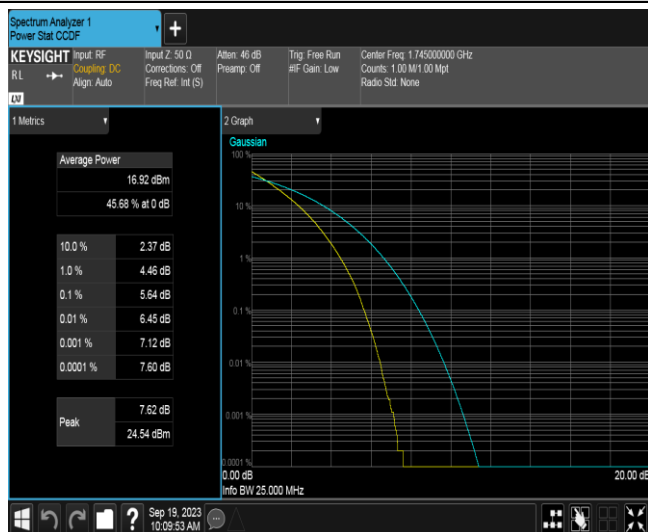 Spectrum Analyzer 1
Power Stat CCDF
+
KEYSIGHT
RL
LXI
Input: RF
Coupling: DC
Align: Auto
Input Z: 50 Ω
Corrections: Off
Freq Ref: Int (S)
Atten: 46 dB
Preamp: Off
Trig: Free Run
#IF Gain: Low
Center Freq: 1.745000000 GHz
Counts: 1.00 M/1.00 Mpt
Radio Std: None
1 Metrics
Average Power
16.92 dBm
45.68 % at 0 dB
10.0 % 2.37 dB
1.0 % 4.46 dB
0.1 % 5.64 dB
0.01 % 6.45 dB
0.001 % 7.12 dB
0.0001 % 7.60 dB
Peak
7.62 dB
24.54 dBm
2 Graph
Gaussian
100 %
10 %
1 %
0.1 %
0.01 %
0.001 %
0.0001 %
0.00 dB
20.00 dB
Info BW 25.000 MHz
?
Sep 19, 2023
10:09:53 AM